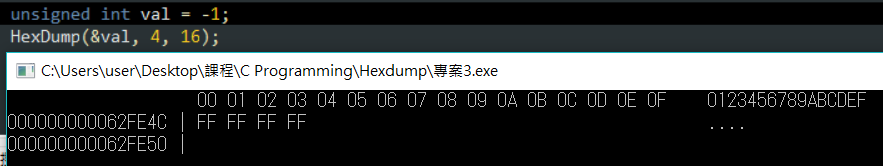 unsigned int val = -1;
HexDump(&val, 4, 16);
C:\Users\user\Desktop\課程\C Programming\Hexdump\專案3.exe
00 01 02 03 04 05 06 07 08 09 0A 0B 0C 0D 0E 0F 0123456789ABCDEF
000000000062FE4C | FF FF FF FF ....
000000000062FE50 |